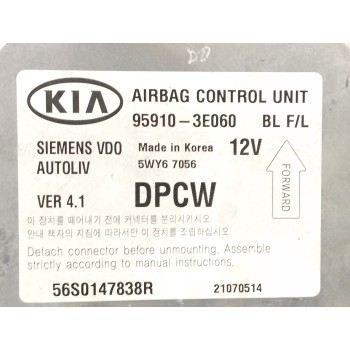 DD
KIA
AIRBAG CONTROL UNIT
95910-3E060 BL F/L
SIEMENS VDO
AUTOLIV
Made in Korea
5WY6 7056
12V
FORWARD
VER 4.1
DPCW
이 장치를 떼어내기 전에 커넥터를 분리시키시오.
안내 책자의 지침에 따라서만 이 장치를 조립하시오.
Detach connector before unmounting. Assemble
strictly according to manual instructions.
56S0147838R
21070514